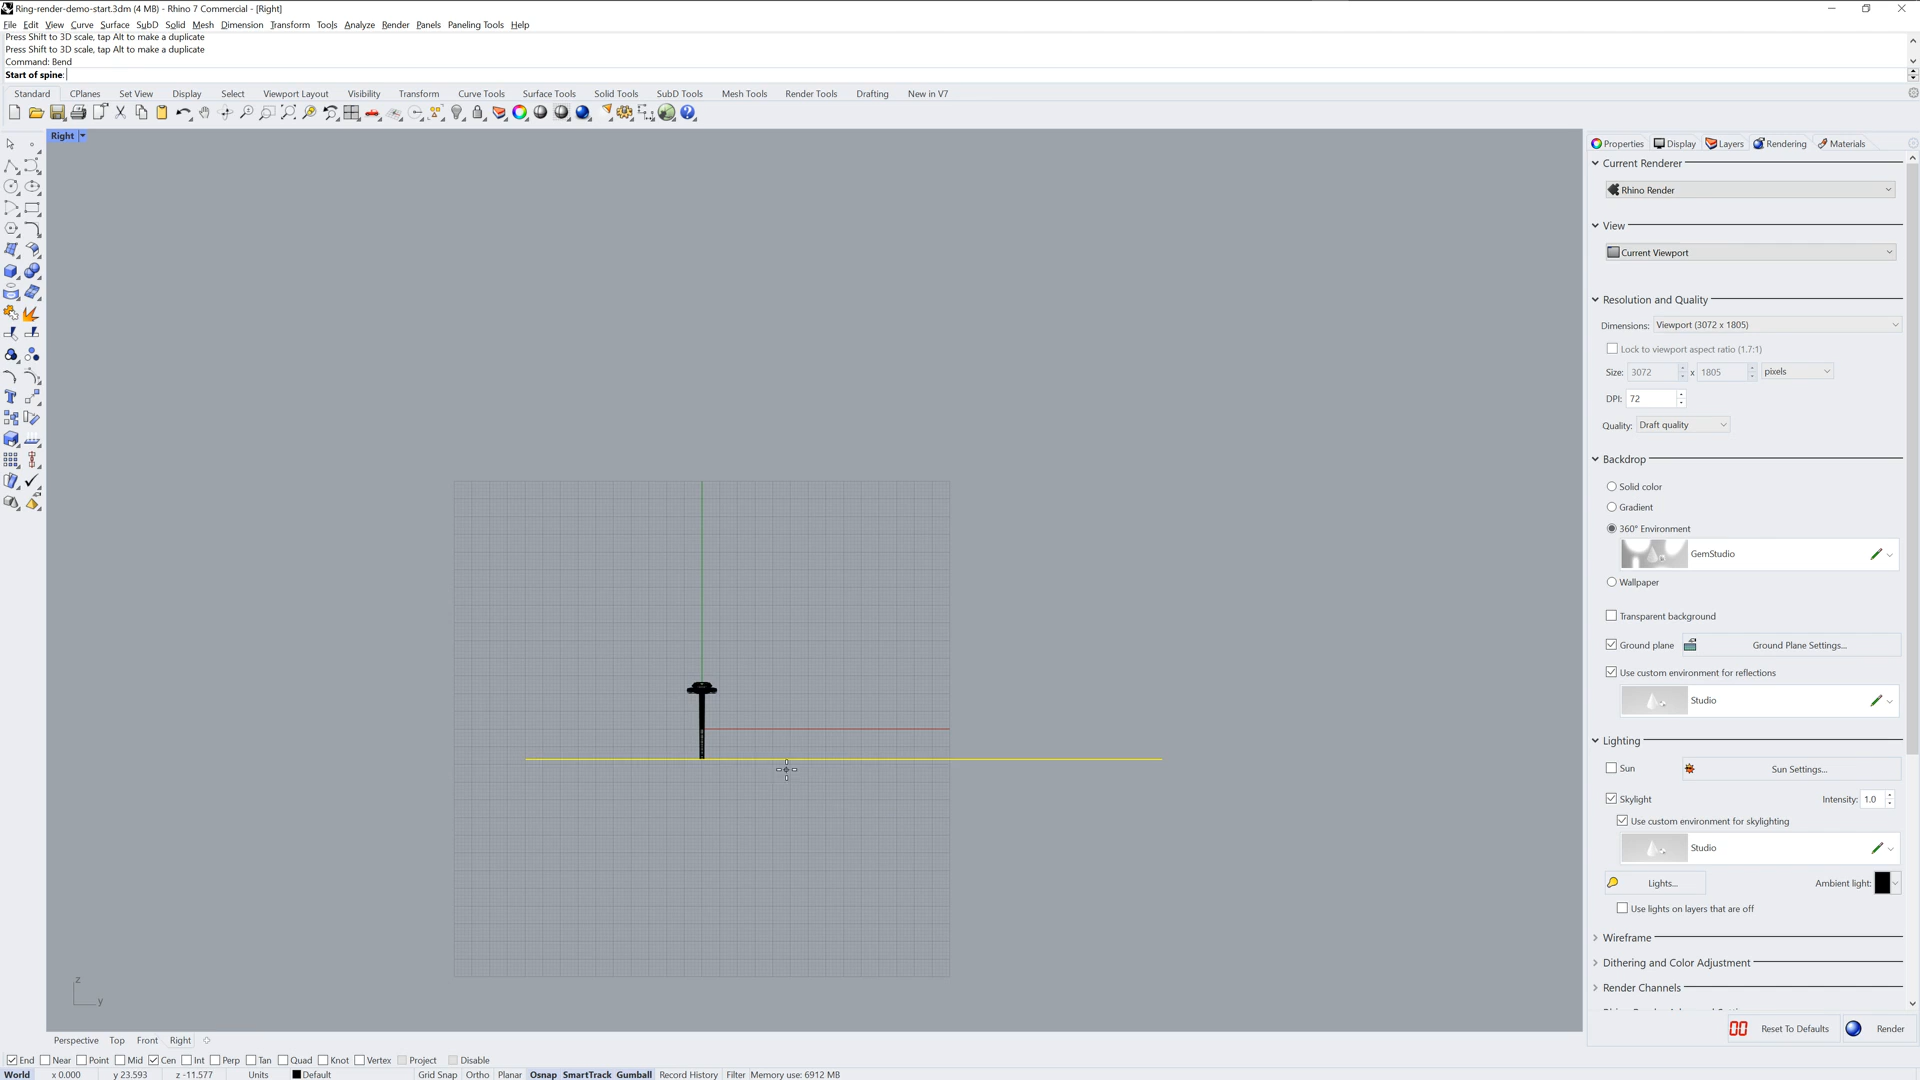 Ring-render-demo-start.3dm (4 MB) - Rhino 7 Commercial - [Right]
File Edit View Curve Surface SubD Solid Mesh Dimension Transform Tools Analyze Render Panels Paneling Tools Help
Press Shift to 3D scale, tap Alt to make a duplicate
Press Shift to 3D scale, tap Alt to make a duplicate
Command: Bend
Start of spine:
Standard CPlanes Set View Display Select Viewport Layout Visibility Transform Curve Tools Surface Tools Solid Tools SubD Tools Mesh Tools Render Tools Drafting New in V7
Right
Properties Display Layers Rendering Materials
Current Renderer
Rhino Render
View
Current Viewport
Resolution and Quality
Dimensions: Viewport (3072 x 1805)
Lock to viewport aspect ratio (1.7:1)
Size: 3072 x 1805 pixels
DPI: 72
Quality: Draft quality
Backdrop
Solid color
Gradient
360° Environment
GemStudio
Wallpaper
Transparent background
Ground plane Ground Plane Settings...
Use custom environment for reflections
Studio
Lighting
Sun Sun Settings...
Skylight Intensity: 1.0
Use custom environment for skylighting
Studio
Lights... Ambient light:
Use lights on layers that are off
Wireframe
Dithering and Color Adjustment
Render Channels
Reset To Defaults Render
z
y
Perspective Top Front Right
End Near Point Mid Cen Int Perp Tan Quad Knot Vertex Project Disable
World x 0.000 y 23.593 z -11.577 Units Default Grid Snap Ortho Planar Osnap SmartTrack Gumball Record History Filter Memory use: 6912 MB